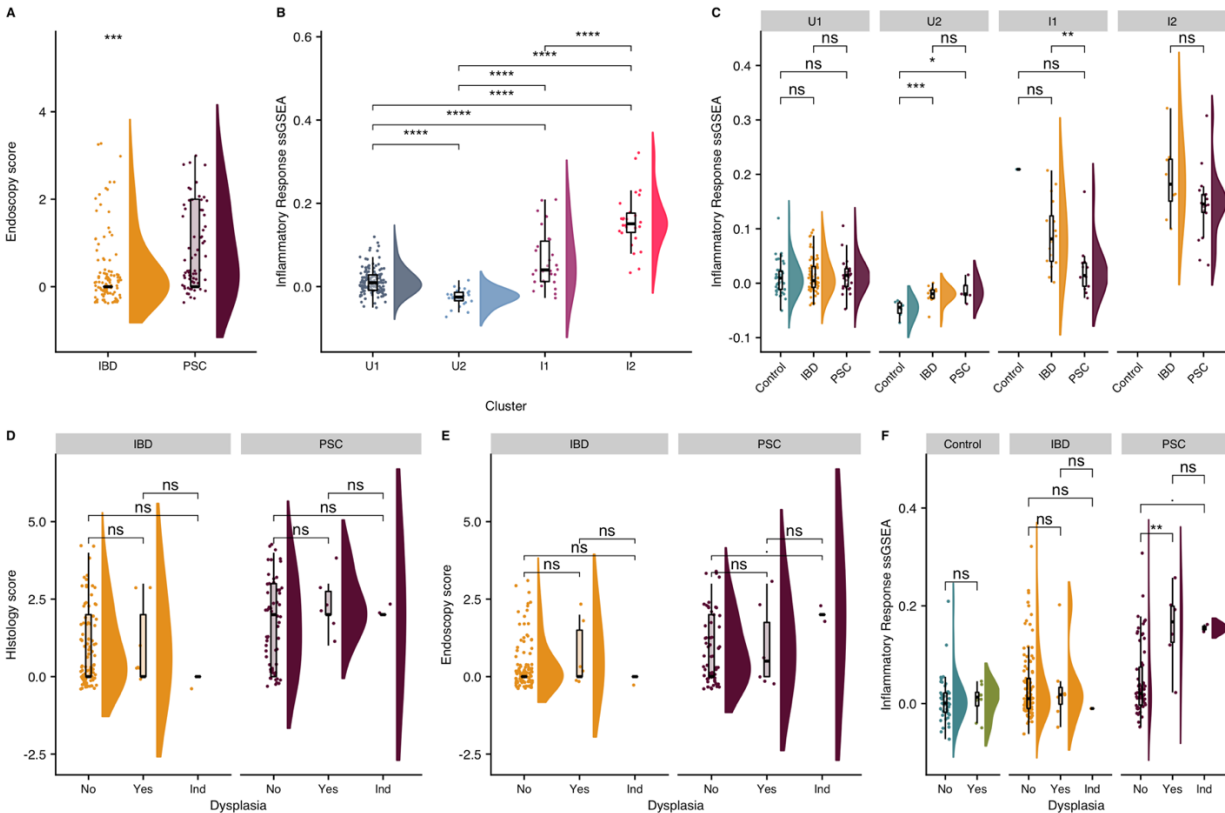 A
***
Endoscopy score
4
2
0
IBD PSC
B
Inflammatory Response ssGSEA
0.6
0.4
0.2
0.0
****
****
****
****
****
****
U1 U2 I1 I2
Cluster
C
Inflammatory Response ssGSEA
U1 U2 I1 I2
0.4
0.3
0.2
0.1
0.0
-0.1
ns
ns
ns
ns
*
***
**
ns
ns
ns
Control IBD PSC Control IBD PSC Control IBD PSC Control IBD PSC
D
IBD PSC
HIstology score
5.0
2.5
0.0
-2.5
ns
ns
ns
ns
ns
ns
No Yes Ind No Yes Ind
Dysplasia
E
IBD PSC
Endoscopy score
5.0
2.5
0.0
-2.5
ns
ns
ns
ns
ns
ns
No Yes Ind No Yes Ind
Dysplasia
F
Control IBD PSC
Inflammatory Response ssGSEA
0.4
0.2
0.0
ns
ns
ns
ns
ns
.
**
No Yes Ind No Yes Ind No Yes Ind
Dysplasia